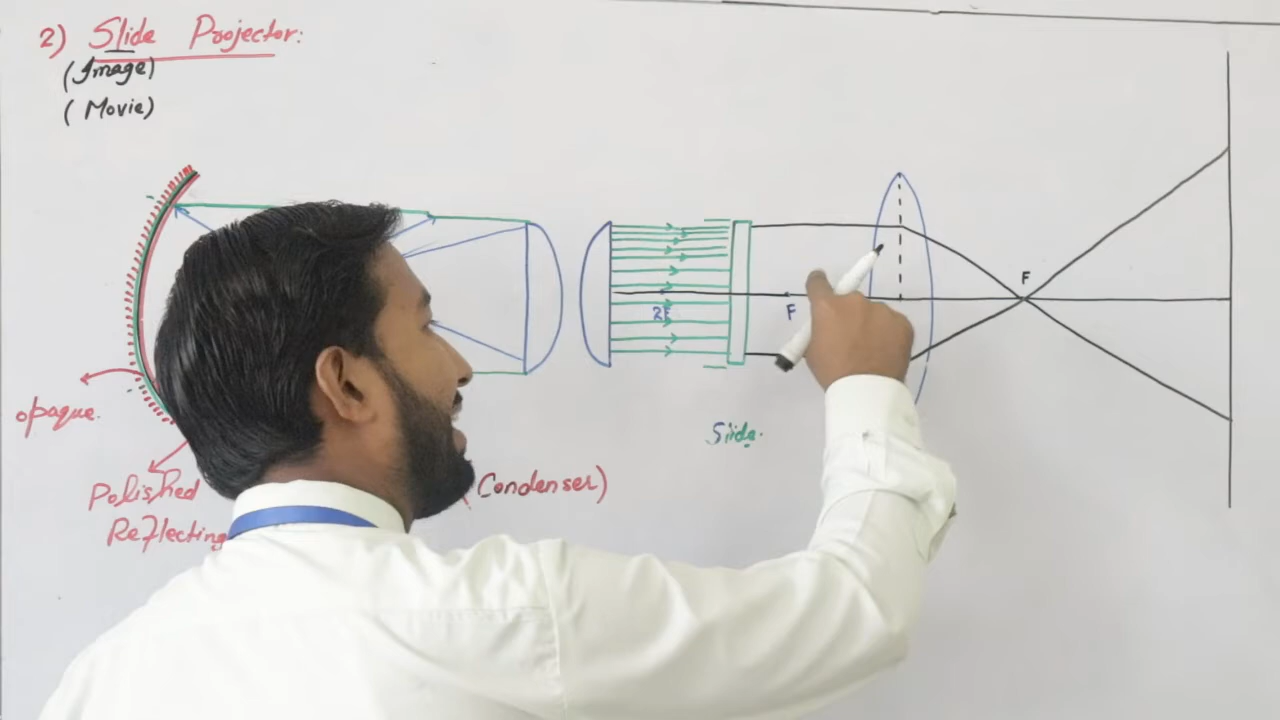 2) Slide Projector:
(Image)
(Movie)
2F
F
F
opaque.
Slide.
Polished
Reflecting
Condenser)